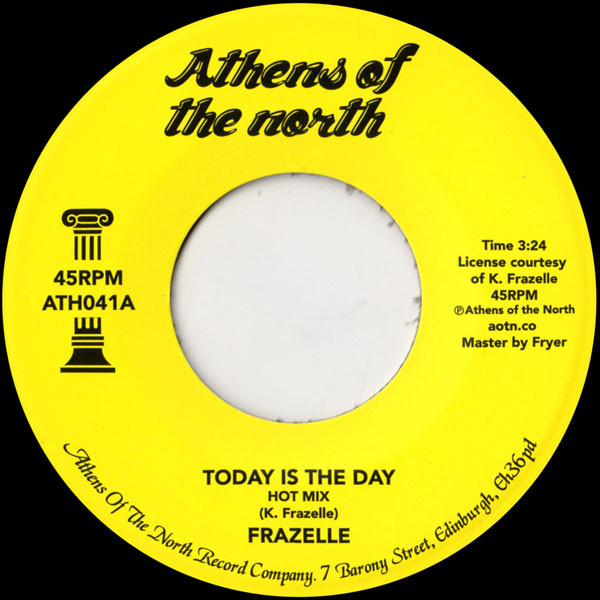 Athens of
the north
45RPM
ATH041A
Time 3:24
License courtesy
of K. Frazelle
45RPM
℗Athens of the North
aotn.co
Master by Fryer
TODAY IS THE DAY
HOT MIX
(K. Frazelle)
FRAZELLE
Athens Of The North Record Company. 7 Barony Street, Edinburgh, Eh36pd